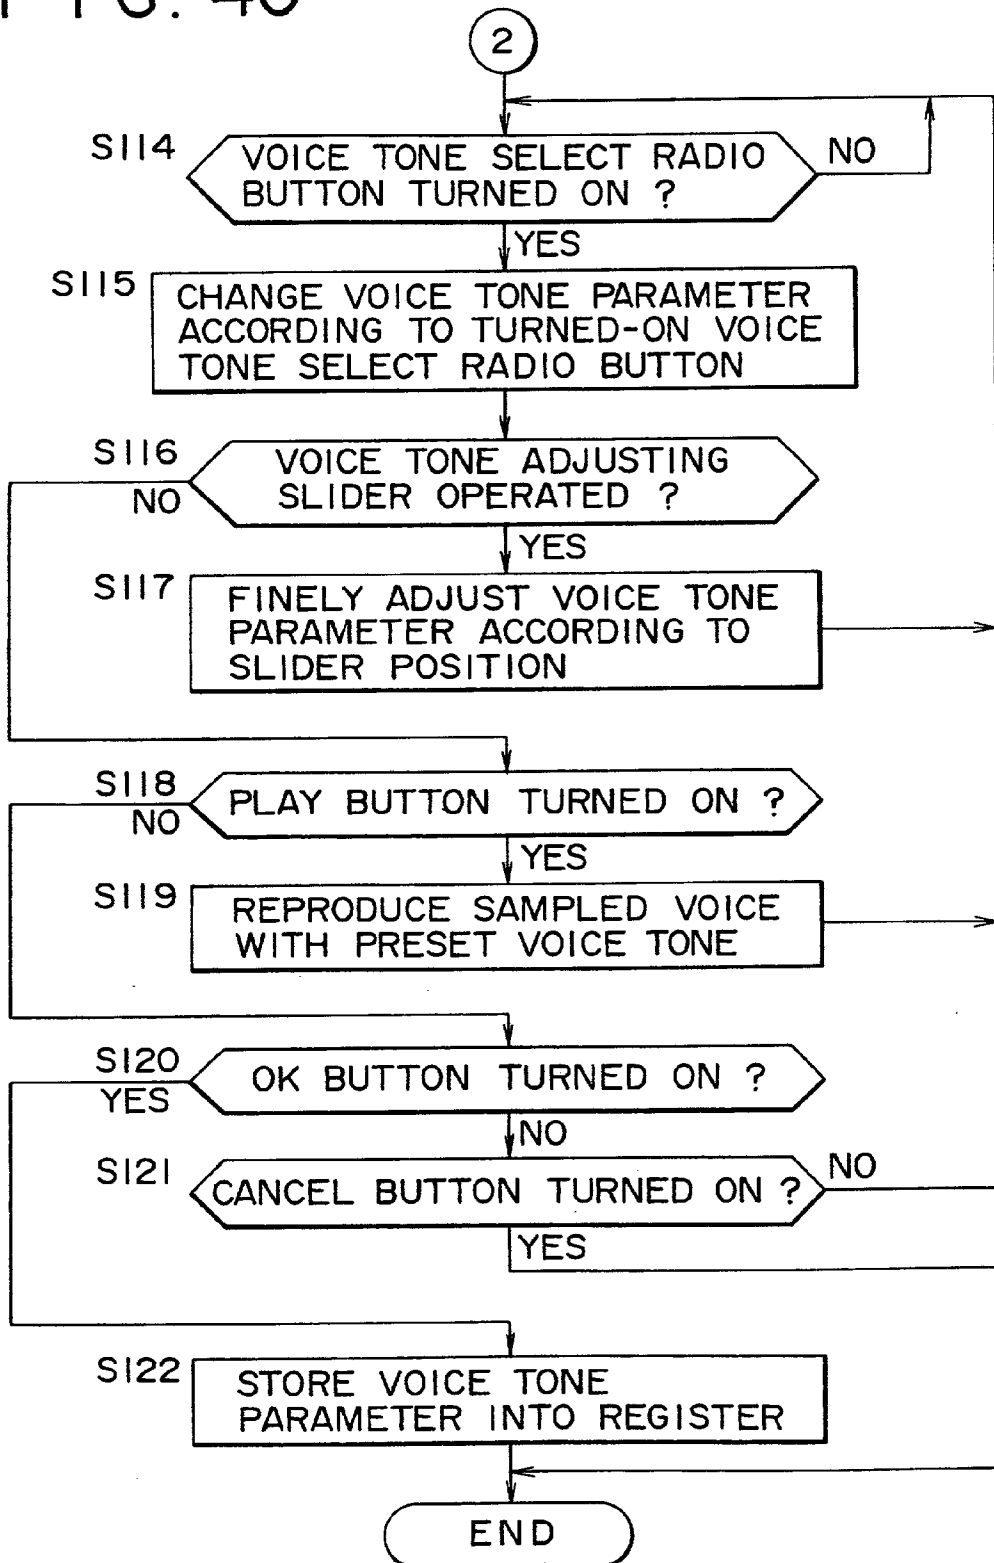 2
S114
VOICE TONE SELECT RADIO
BUTTON TURNED ON ?
NO
YES
S115
CHANGE VOICE TONE PARAMETER
ACCORDING TO TURNED-ON VOICE
TONE SELECT RADIO BUTTON
S116
NO
VOICE TONE ADJUSTING
SLIDER OPERATED ?
YES
S117
FINELY ADJUST VOICE TONE
PARAMETER ACCORDING TO
SLIDER POSITION
S118
NO
PLAY BUTTON TURNED ON ?
YES
S119
REPRODUCE SAMPLED VOICE
WITH PRESET VOICE TONE
S120
YES
OK BUTTON TURNED ON ?
NO
S121
CANCEL BUTTON TURNED ON ?
NO
YES
S122
STORE VOICE TONE
PARAMETER INTO REGISTER
END